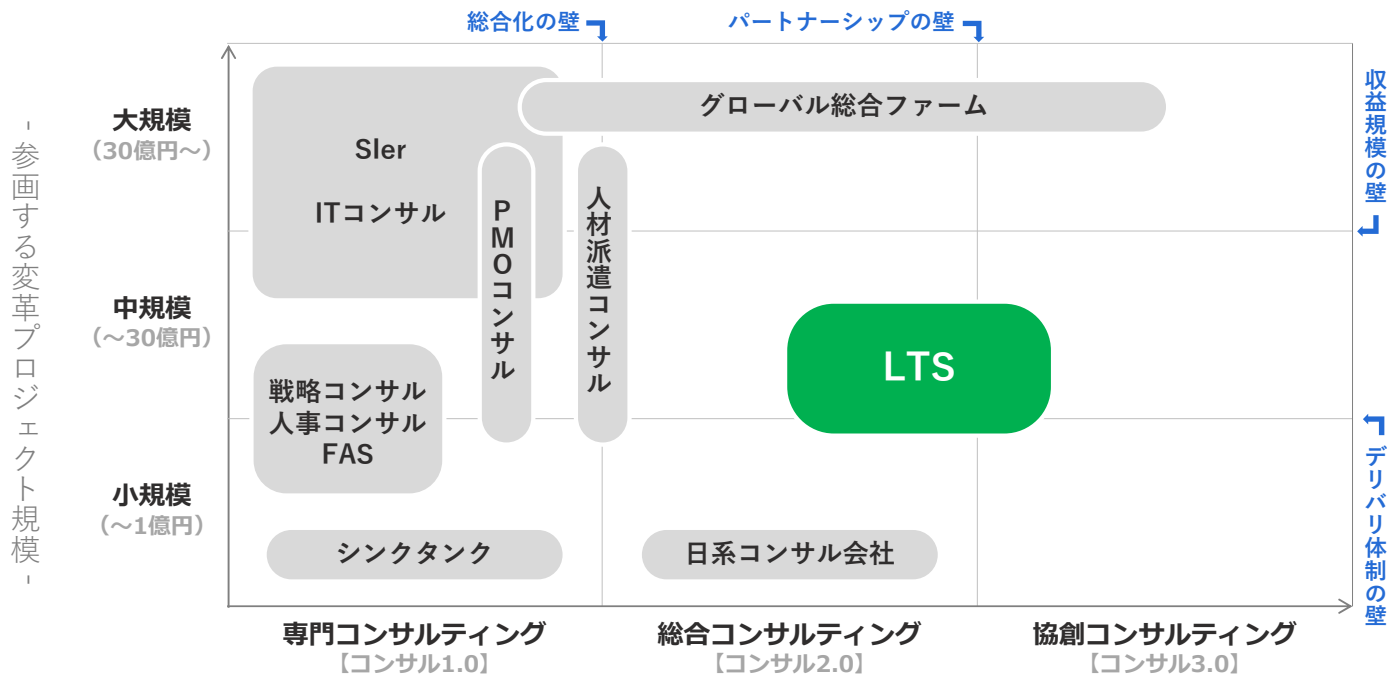 総合化の壁
パートナーシップの壁
収益規模の壁
デリバリ体制の壁
- 参画する変革プロジェクト規模 -
大規模
（30億円～）
中規模
（～30億円）
小規模
（～1億円）
グローバル総合ファーム
SIer
ITコンサル
PMOコンサル
人材派遣コンサル
LTS
戦略コンサル
人事コンサル
FAS
シンクタンク
日系コンサル会社
専門コンサルティング
【コンサル1.0】
総合コンサルティング
【コンサル2.0】
協創コンサルティング
【コンサル3.0】